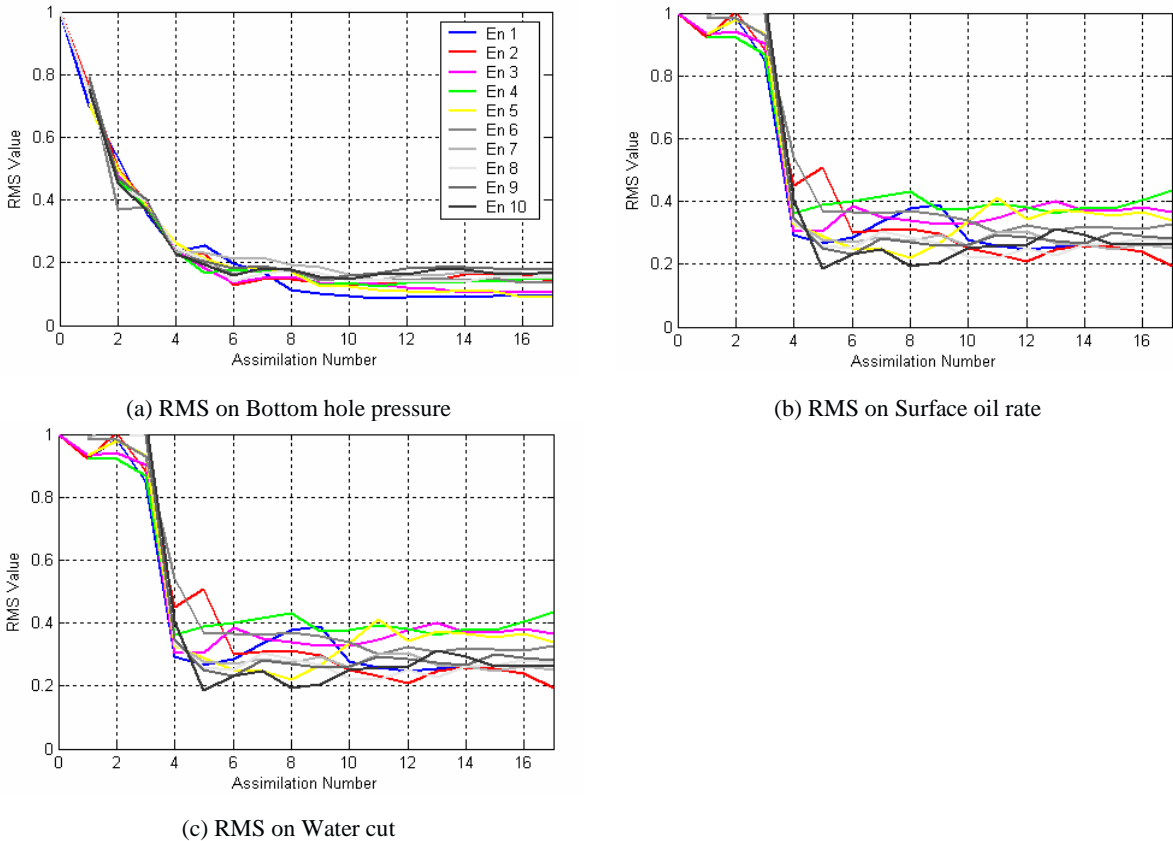 1
0.8
0.6
0.4
0.2
0
RMS Value
0 2 4 6 8 10 12 14 16
Assimilation Number
En 1
En 2
En 3
En 4
En 5
En 6
En 7
En 8
En 9
En 10
(a) RMS on Bottom hole pressure
1
0.8
0.6
0.4
0.2
0
RMS Value
0 2 4 6 8 10 12 14 16
Assimilation Number
(b) RMS on Surface oil rate
1
0.8
0.6
0.4
0.2
0
RMS Value
0 2 4 6 8 10 12 14 16
Assimilation Number
(c) RMS on Water cut